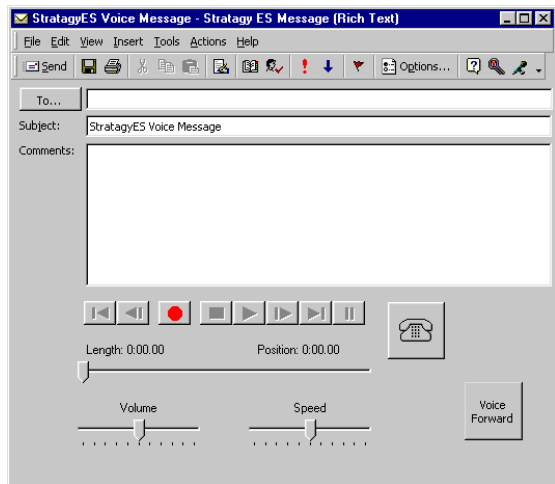 StratagyES Voice Message - Stratagy ES Message (Rich Text)
File Edit View Insert Tools Actions Help
Send Options...
To...
Subject: StratagyES Voice Message
Comments:
Length: 0:00.00 Position: 0:00.00
Volume Speed
Voice
Forward